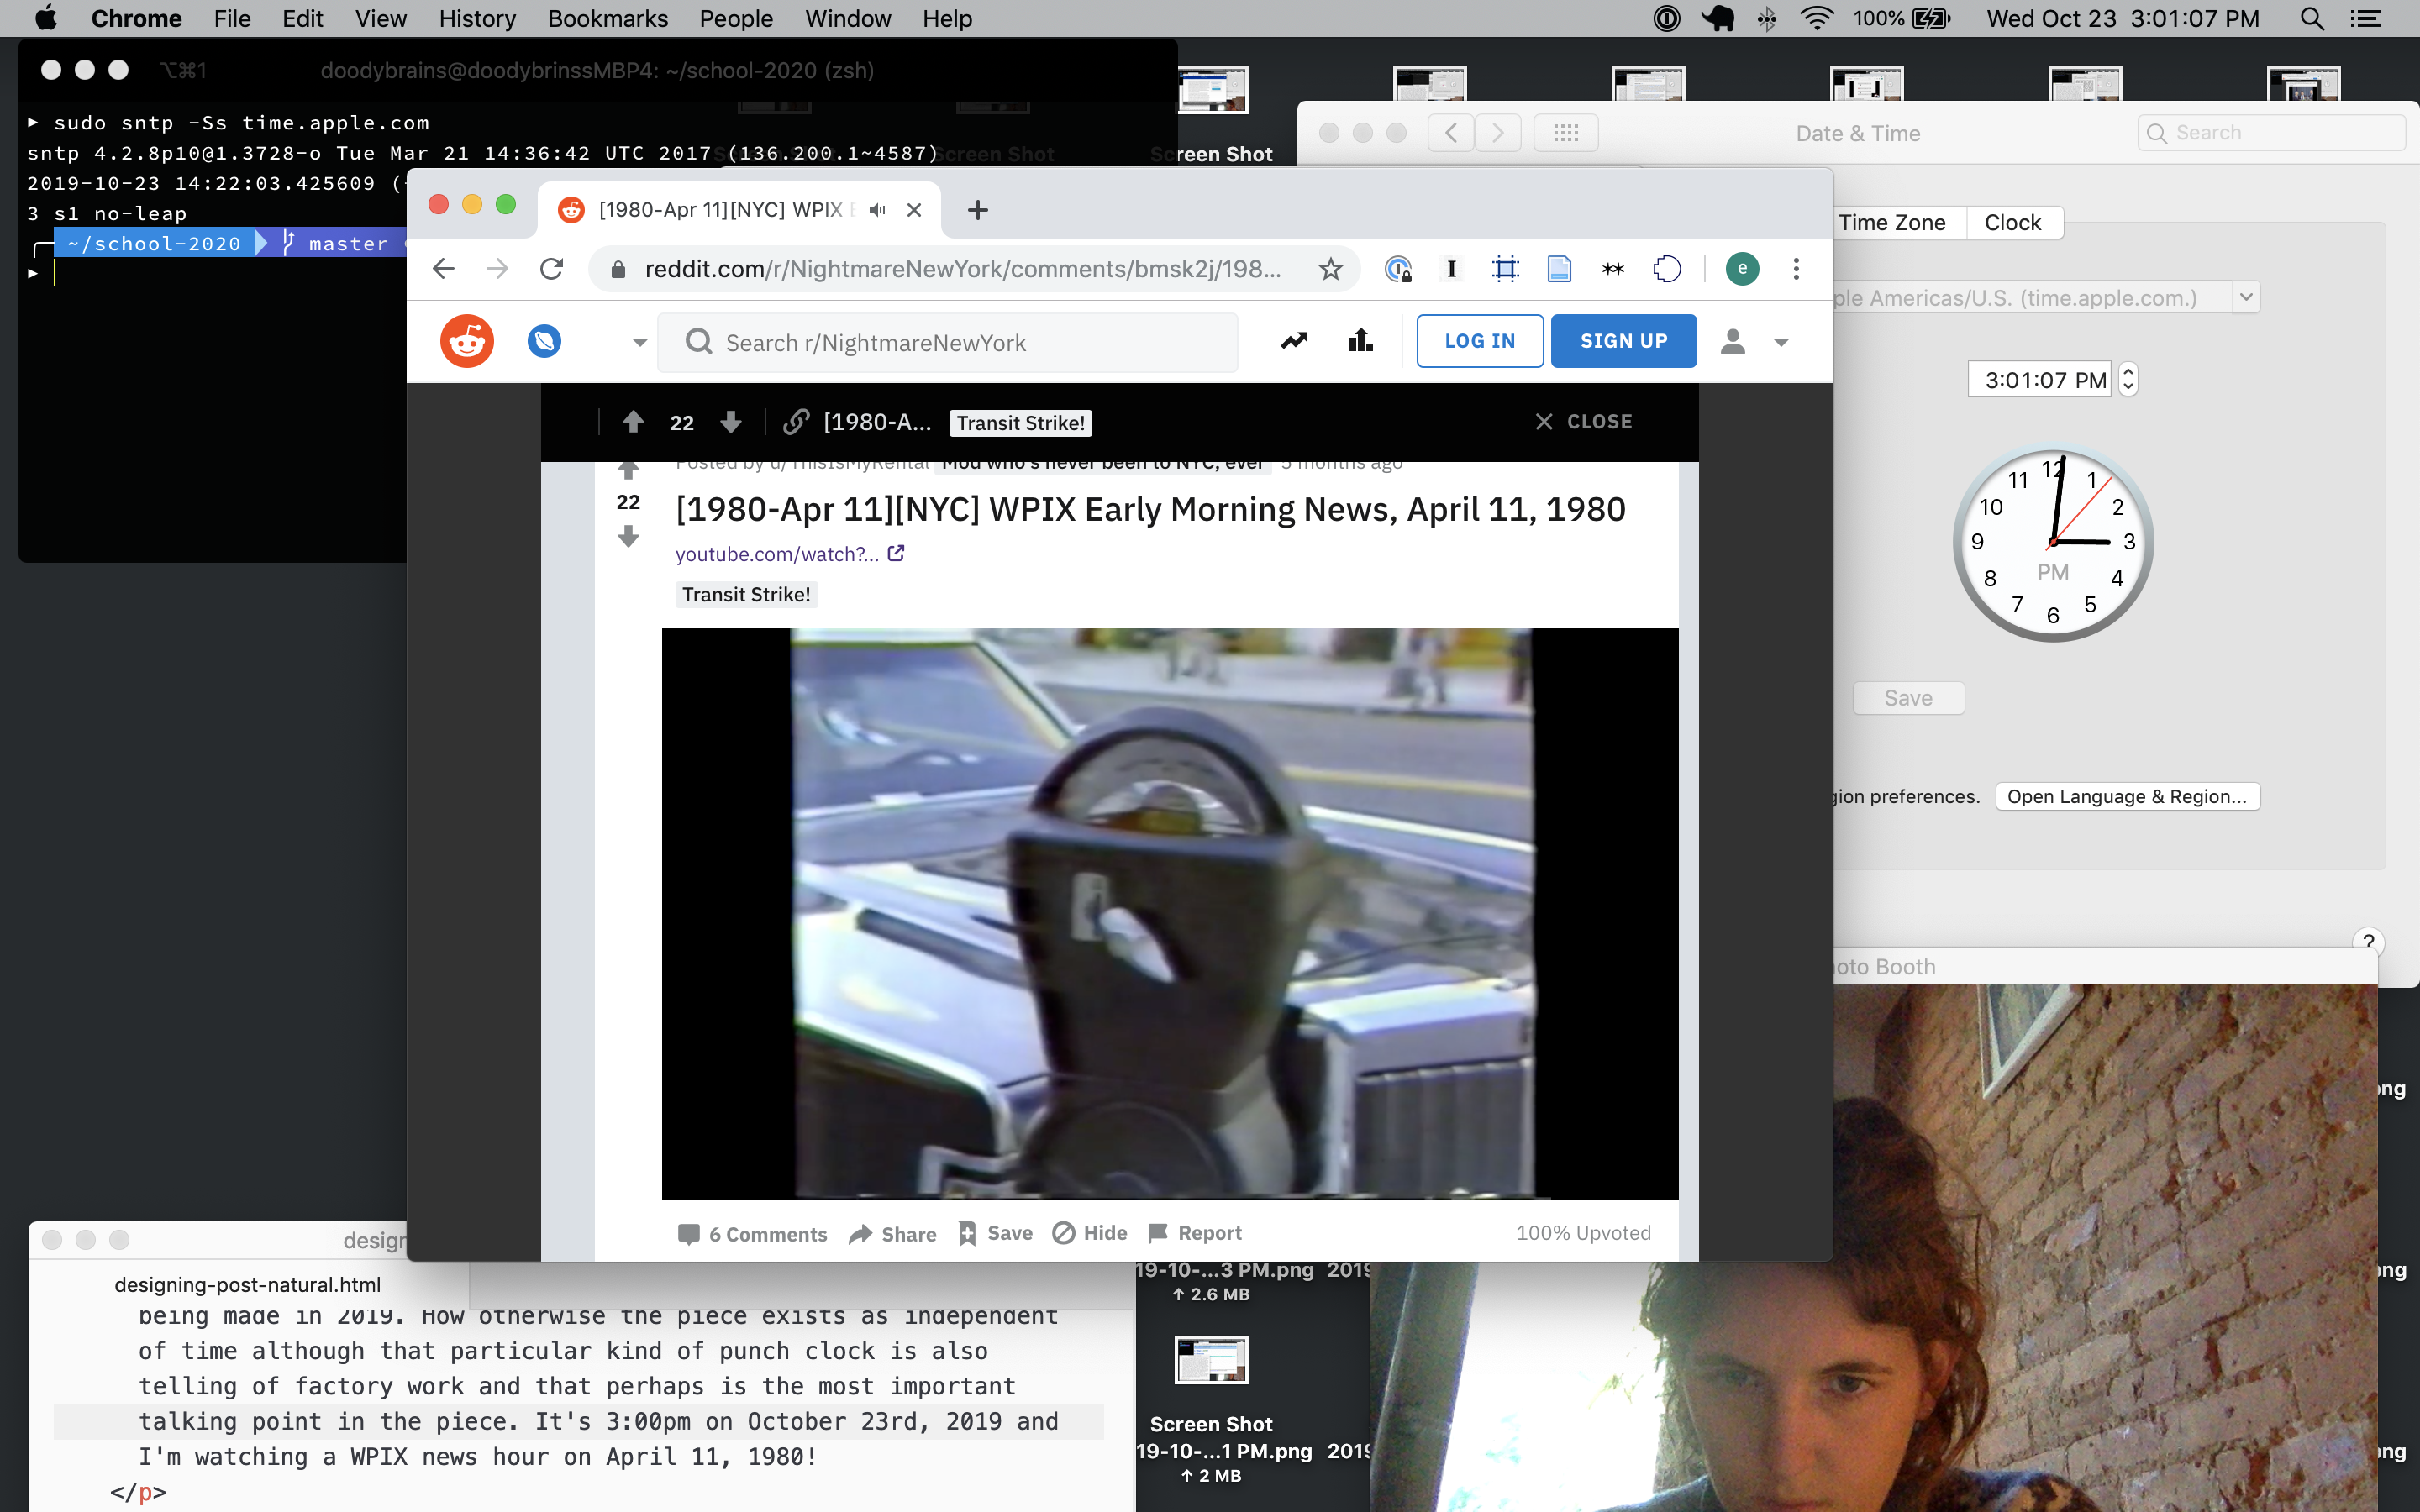 Chrome File Edit View History Bookmarks People Window Help 100% Wed Oct 23 3:01:07 PM
⌥⌘1 doodybrains@doodybrinssMBP4: ~/school-2020 (zsh)
▶ sudo sntp -Ss time.apple.com
sntp 4.2.8p10@1.3728-o Tue Mar 21 14:36:42 UTC 2017 (136.200.1~4587)
2019-10-23 14:22:03.425609 (
3 s1 no-leap
~/school-2020 master
▶
Screen Shot
Screen Shot
Date & Time Search
Time Zone Clock
Americas/U.S. (time.apple.com.)
3:01:07 PM
12 1 2 3 4 5 6 7 8 9 10 11
PM
Save
preferences. Open Language & Region...
?
Booth
[1980-Apr 11][NYC] WPIX
reddit.com/r/NightmareNewYork/comments/bmsk2j/198... e
Search r/NightmareNewYork LOG IN SIGN UP
22 [1980-A... Transit Strike! CLOSE
Posted by u/ThisIsMyRental Mod who's never been to NYC, ever 5 months ago
22
[1980-Apr 11][NYC] WPIX Early Morning News, April 11, 1980
youtube.com/watch?...
Transit Strike!
6 Comments Share Save Hide Report 100% Upvoted
designing-post-natural.html
being made in 2019. How otherwise the piece exists as independent
of time although that particular kind of punch clock is also
telling of factory work and that perhaps is the most important
talking point in the piece. It's 3:00pm on October 23rd, 2019 and
I'm watching a WPIX news hour on April 11, 1980!
</p>
19-10-...3 PM.png 2019
↑ 2.6 MB
Screen Shot
19-10-...1 PM.png 2019
↑ 2 MB